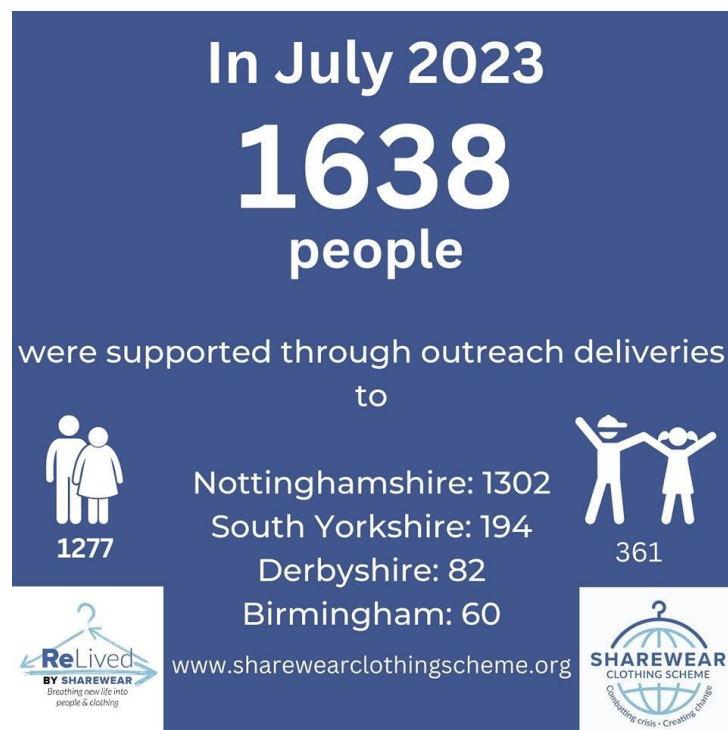 In July 2023
1638
people
were supported through outreach deliveries
to
1277
Nottinghamshire: 1302
South Yorkshire: 194
Derbyshire: 82
Birmingham: 60
361
ReLived
BY SHAREWEAR
Breathing new life into
people & clothing
www.sharewearclothingscheme.org
SHAREWEAR
CLOTHING SCHEME
Combatting crisis • Creating change